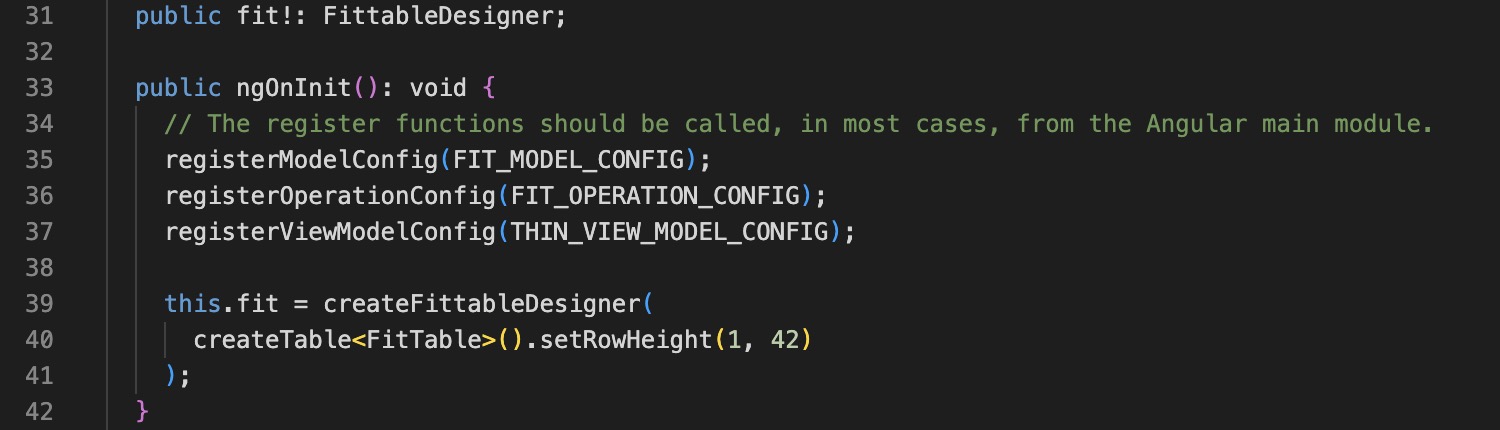 31 public fit!: FittableDesigner;
32
33 public ngOnInit(): void {
34 // The register functions should be called, in most cases, from the Angular main module.
35 registerModelConfig(FIT_MODEL_CONFIG);
36 registerOperationConfig(FIT_OPERATION_CONFIG);
37 registerViewModelConfig(THIN_VIEW_MODEL_CONFIG);
38
39 this.fit = createFittableDesigner(
40 createTable<FitTable>().setRowHeight(1, 42)
41 );
42 }